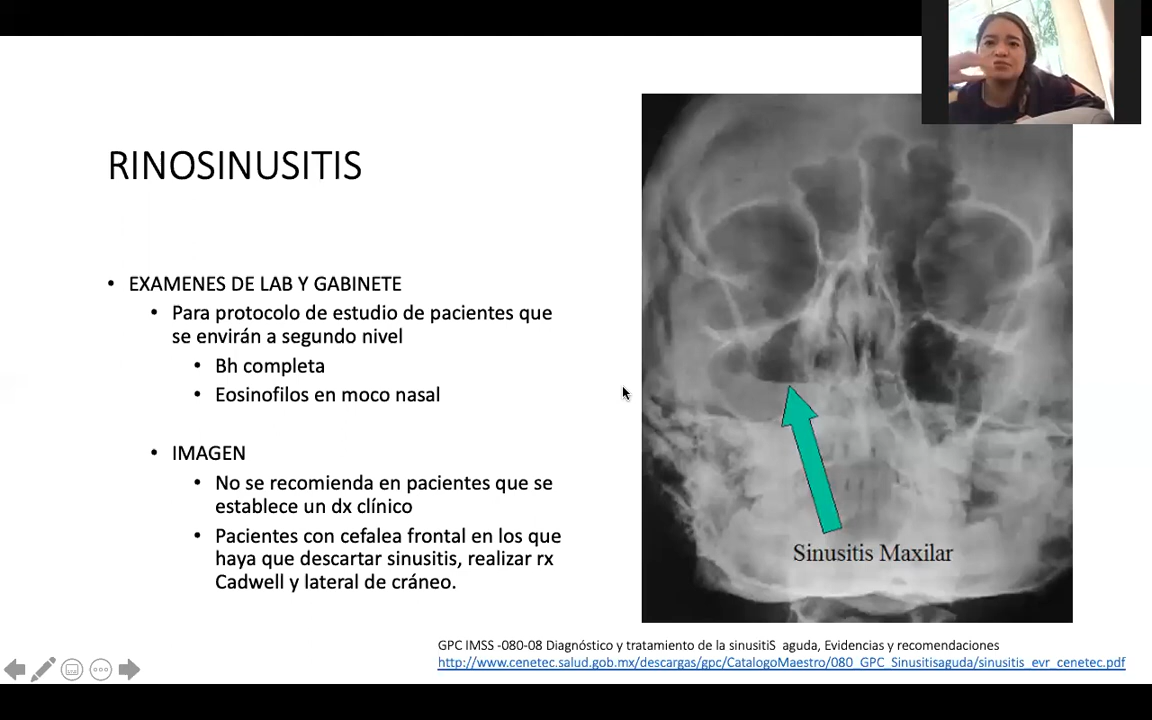 RINOSINUSITIS
• EXAMENES DE LAB Y GABINETE
• Para protocolo de estudio de pacientes que
se envirán a segundo nivel
• Bh completa
• Eosinofilos en moco nasal
• IMAGEN
• No se recomienda en pacientes que se
establece un dx clínico
• Pacientes con cefalea frontal en los que
haya que descartar sinusitis, realizar rx
Cadwell y lateral de cráneo.
Sinusitis Maxilar
GPC IMSS -080-08 Diagnóstico y tratamiento de la sinusitiS aguda, Evidencias y recomendaciones
http://www.cenetec.salud.gob.mx/descargas/gpc/CatalogoMaestro/080_GPC_Sinusitisaguda/sinusitis_evr_cenetec.pdf